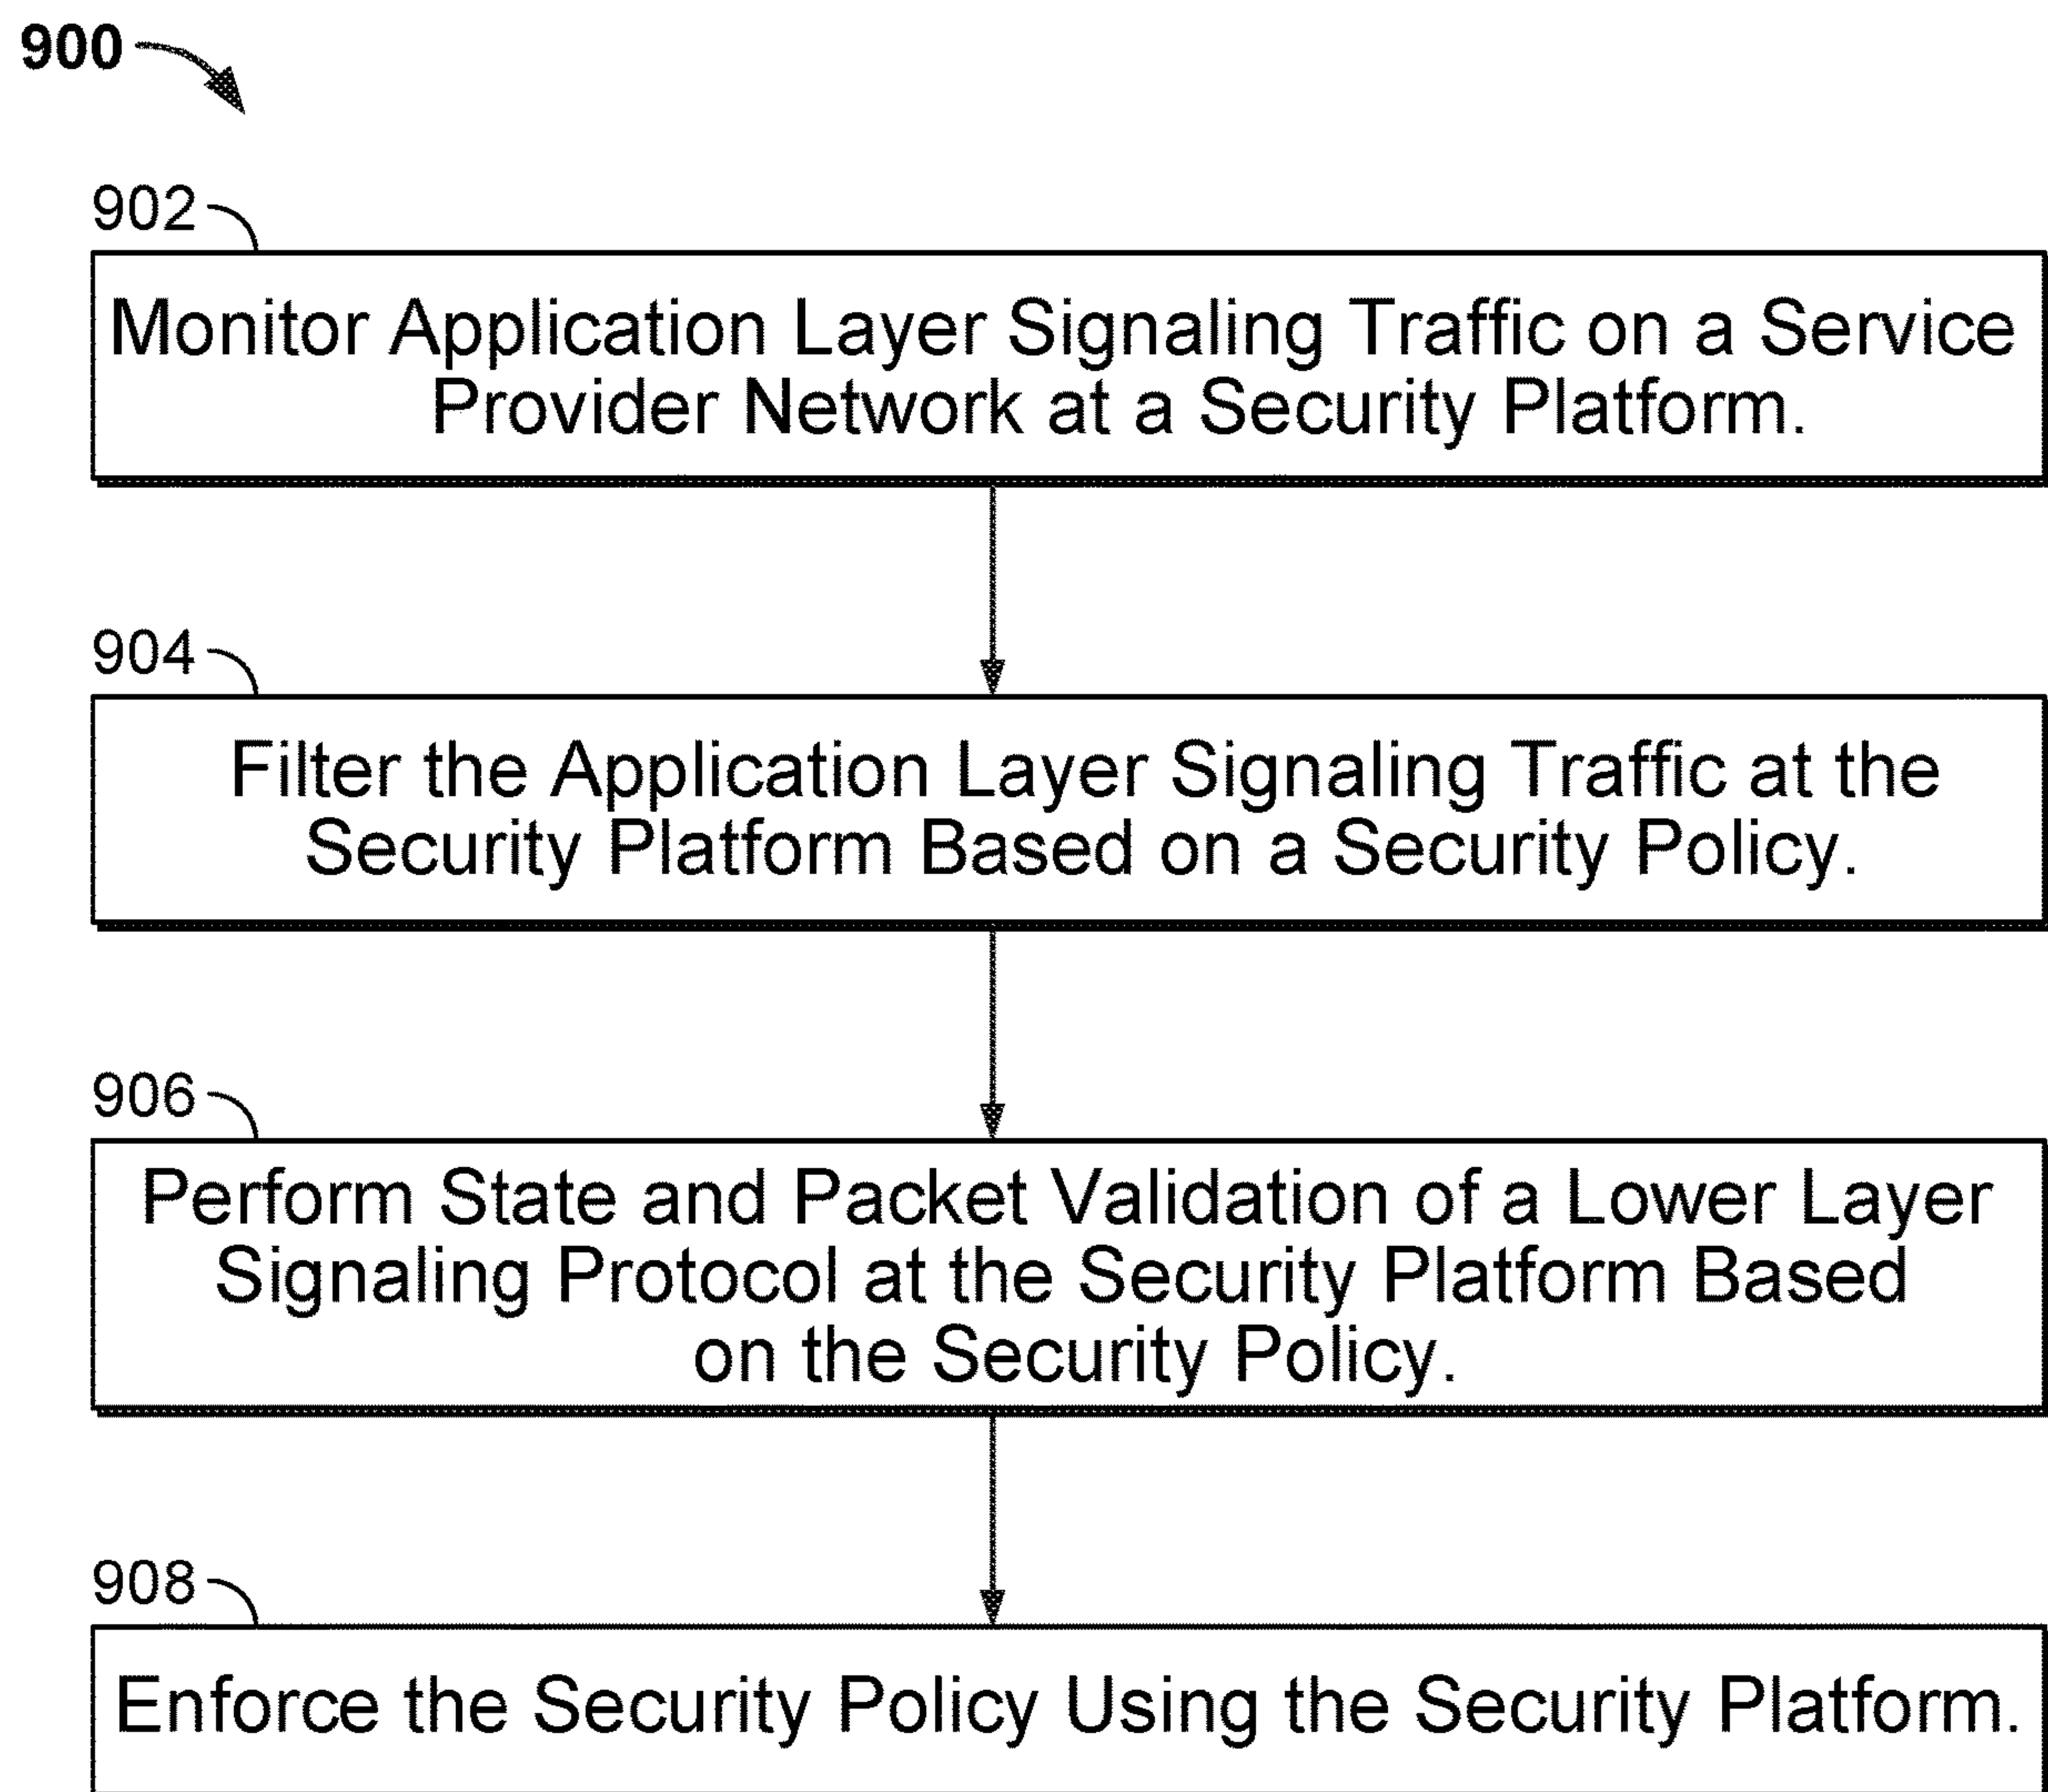 900
902
Monitor Application Layer Signaling Traffic on a Service
Provider Network at a Security Platform.
904
Filter the Application Layer Signaling Traffic at the
Security Platform Based on a Security Policy.
906
Perform State and Packet Validation of a Lower Layer
Signaling Protocol at the Security Platform Based
on the Security Policy.
908
Enforce the Security Policy Using the Security Platform.